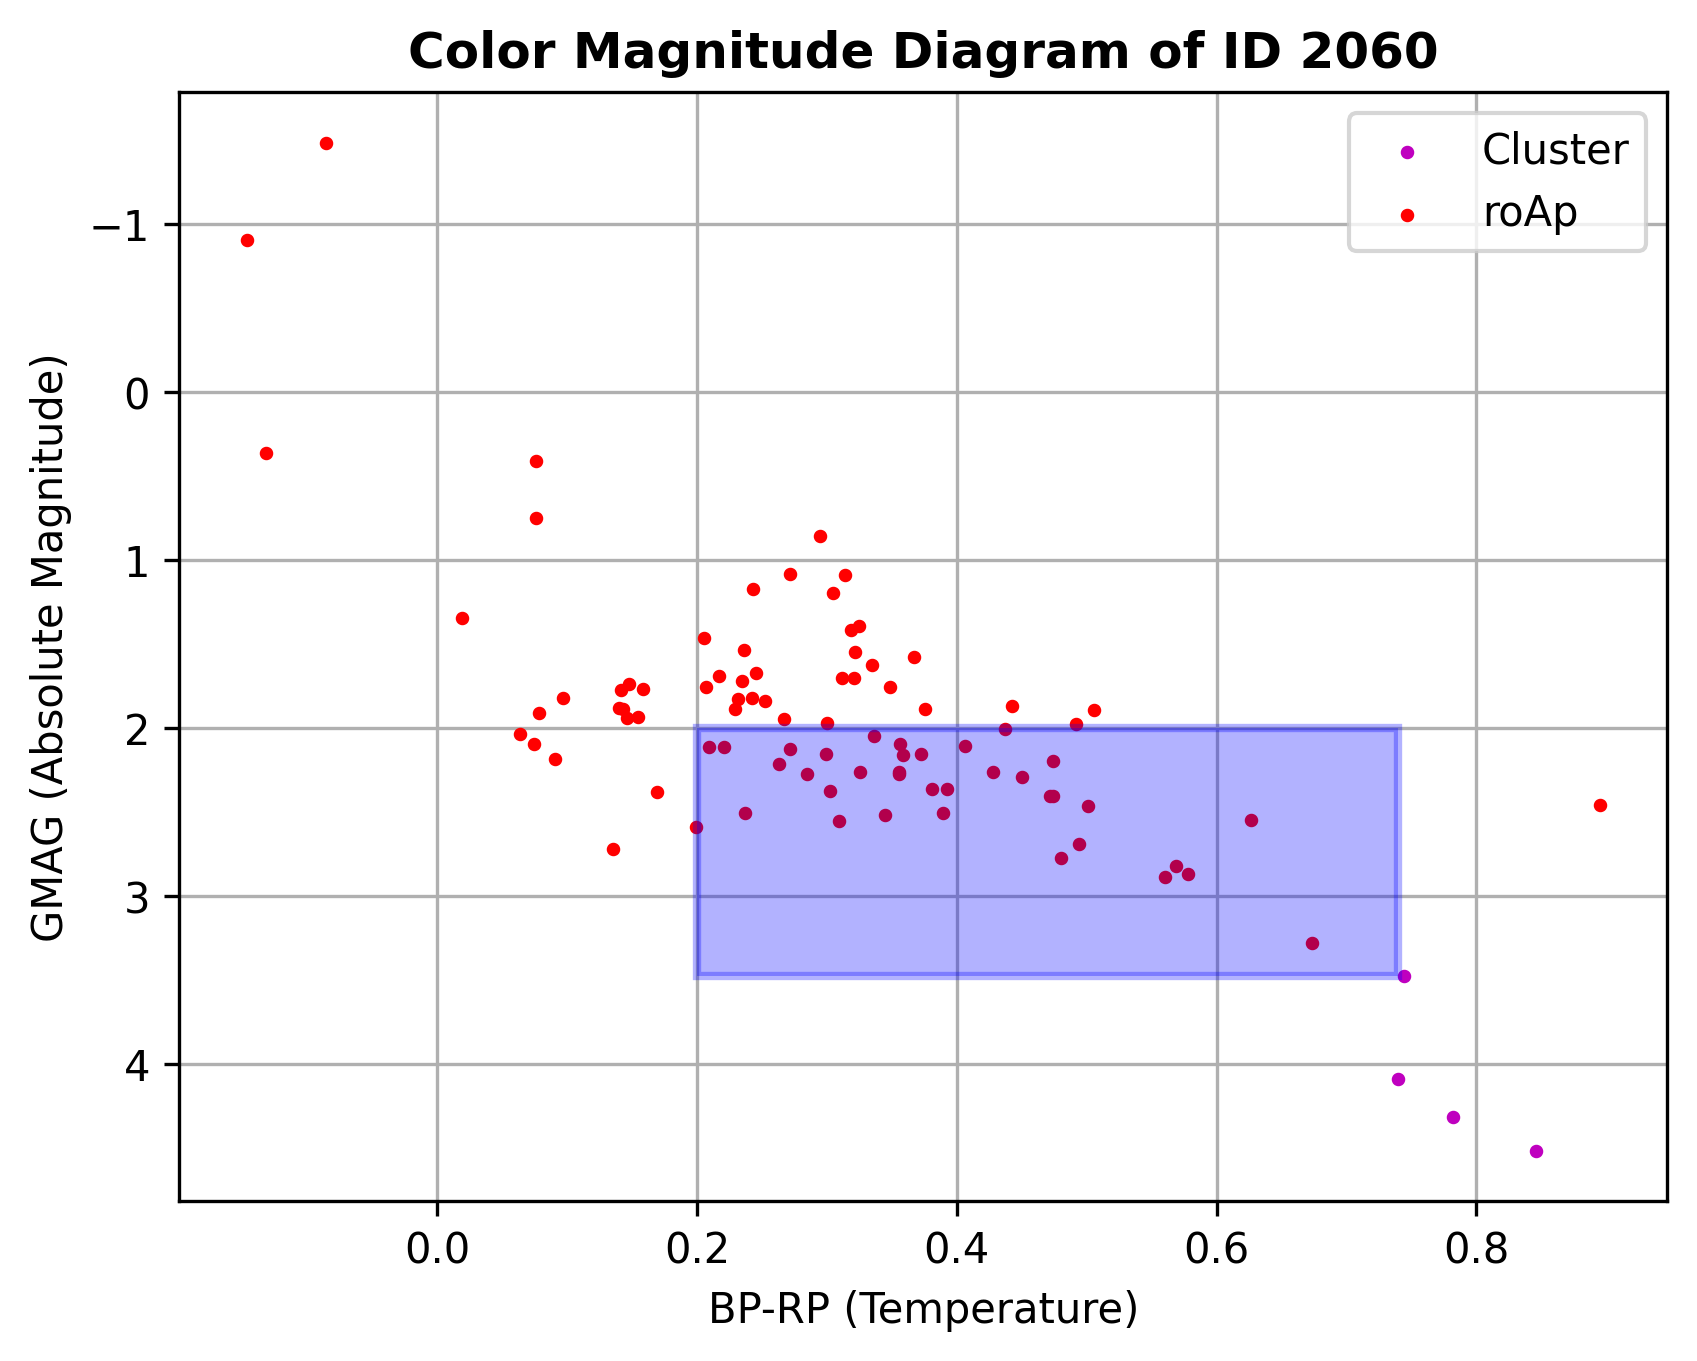 Color Magnitude Diagram of ID 2060
Cluster
roAp
GMAG (Absolute Magnitude)
−1
0
1
2
3
4
0.0 0.2 0.4 0.6 0.8
BP-RP (Temperature)